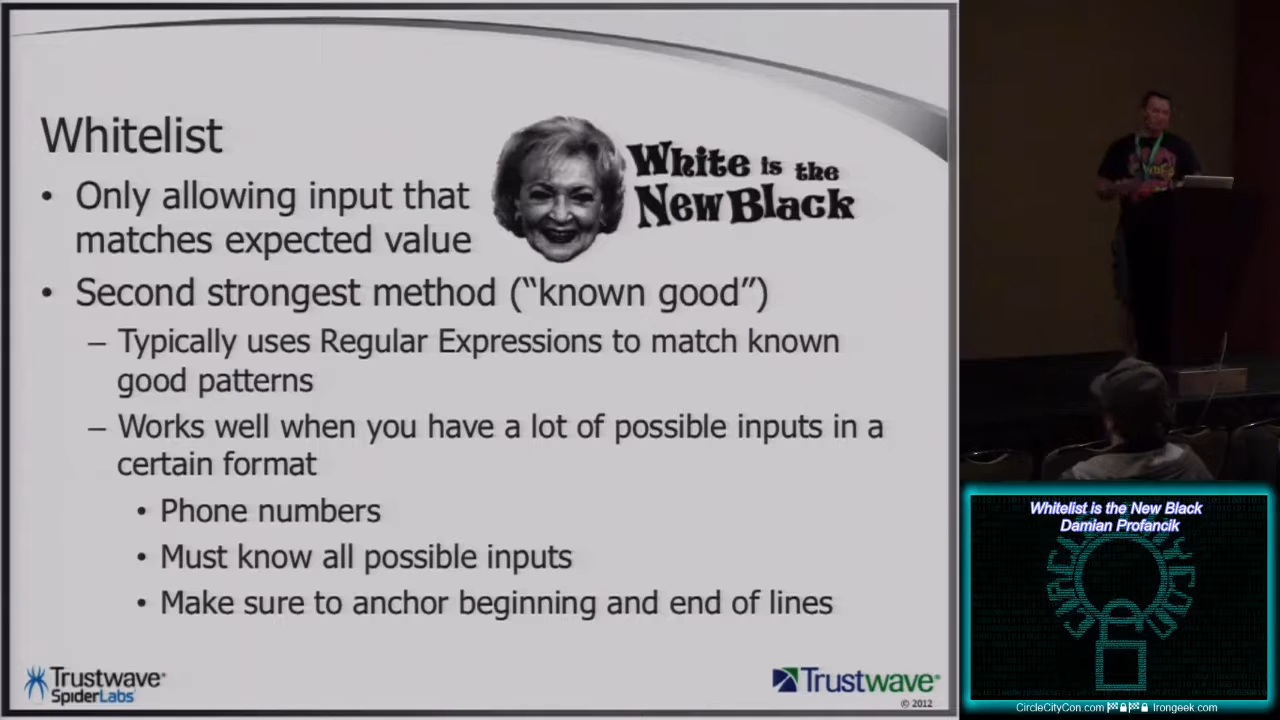 Whitelist
White is the
New Black
• Only allowing input that
matches expected value
• Second strongest method (“known good”)
– Typically uses Regular Expressions to match known
good patterns
– Works well when you have a lot of possible inputs in a
certain format
• Phone numbers
• Must know all possible inputs
• Make sure to anchor beginning and end of lines
Trustwave®
SpiderLabs®
Trustwave®
© 2012
Whitelist is the New Black
Damian Profancik
CircleCityCon.com Irongeek.com